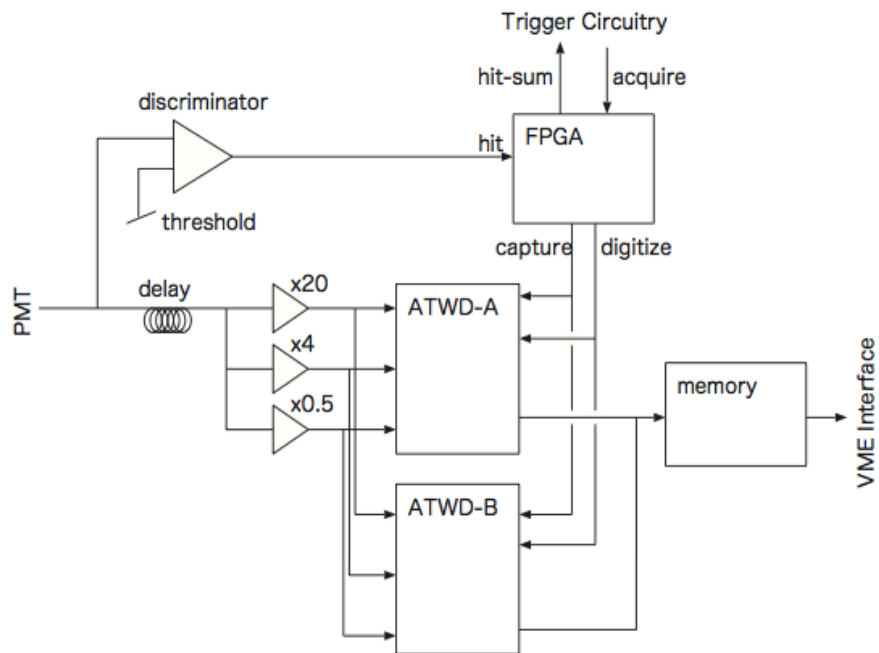 Trigger Circuitry
hit-sum
acquire
discriminator
hit
FPGA
threshold
capture
digitize
PMT
delay
x20
ATWD-A
x4
memory
x0.5
VME Interface
ATWD-B